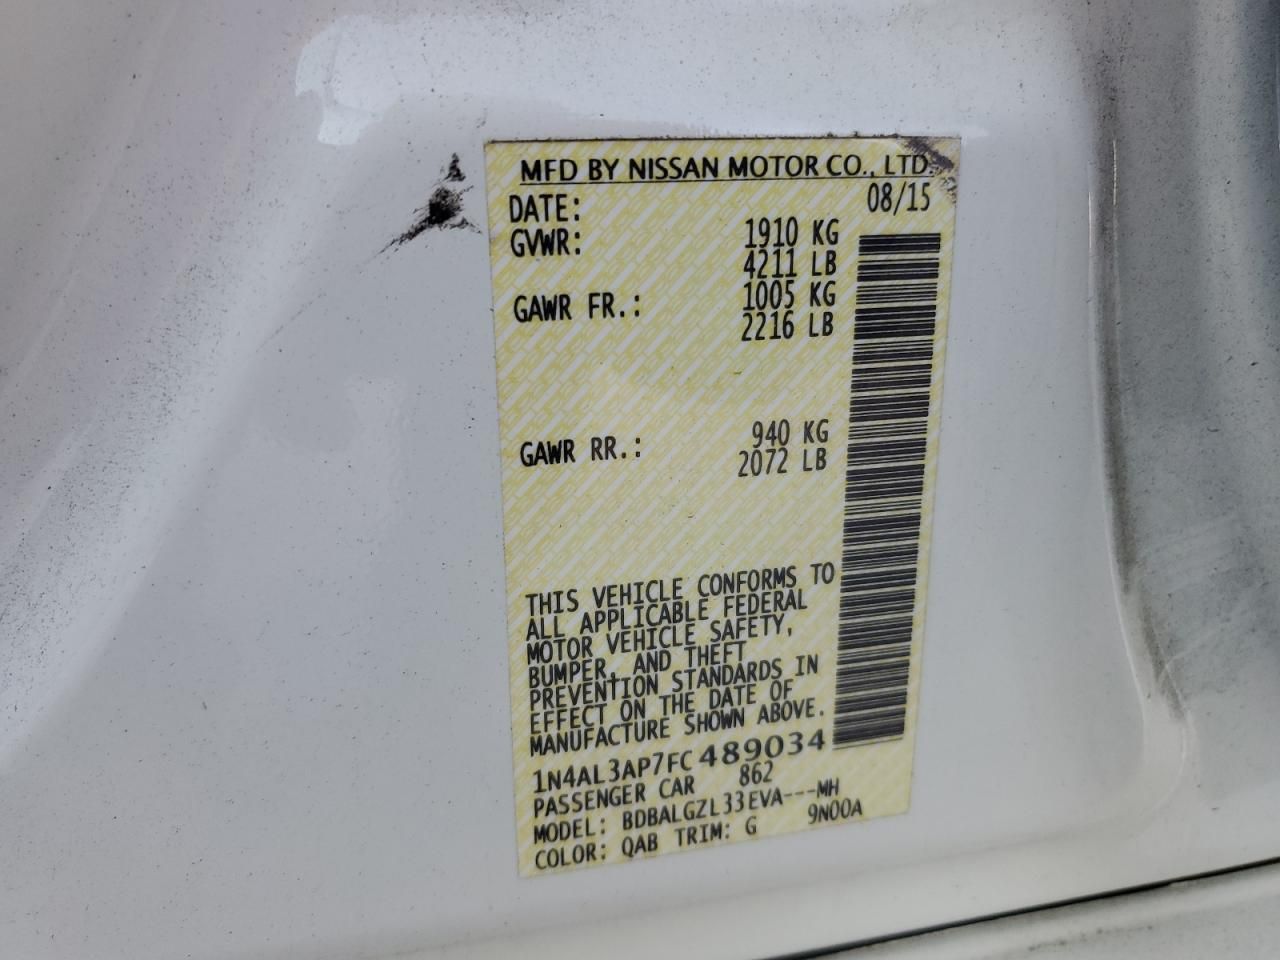 MFD BY NISSAN MOTOR CO., LTD.
DATE: 08/15
GVWR: 1910 KG
4211 LB
GAWR FR.: 1005 KG
2216 LB
GAWR RR.: 940 KG
2072 LB
THIS VEHICLE CONFORMS TO
ALL APPLICABLE FEDERAL
MOTOR VEHICLE SAFETY,
BUMPER, AND THEFT
PREVENTION STANDARDS IN
EFFECT ON THE DATE OF
MANUFACTURE SHOWN ABOVE.
1N4AL3AP7FC489034
PASSENGER CAR 862
MODEL: BDBALGZL33EVA---MH
COLOR: QAB TRIM: G 9N00A